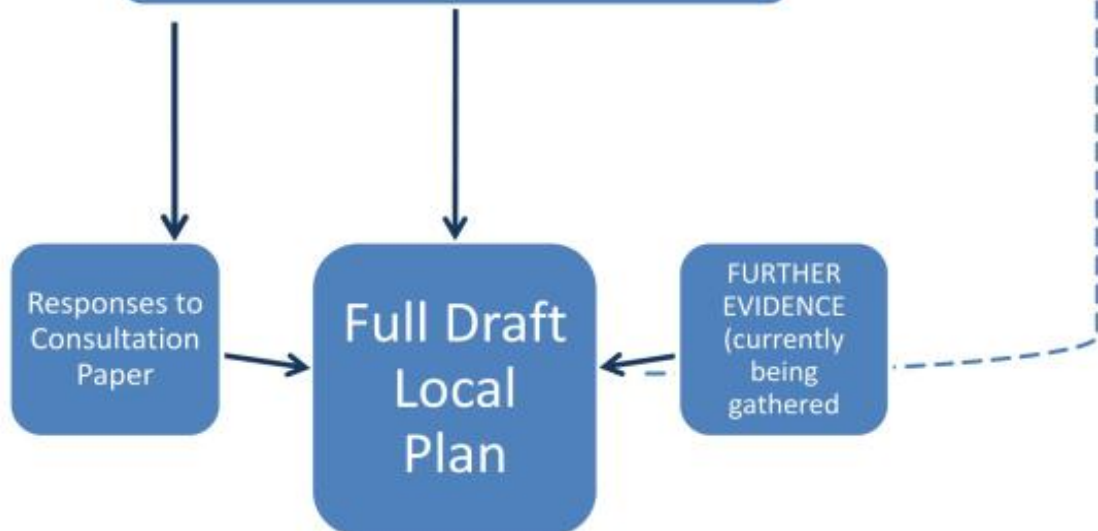 Responses to
Consultation
Paper
Full Draft
Local
Plan
FURTHER
EVIDENCE
(currently
being
gathered